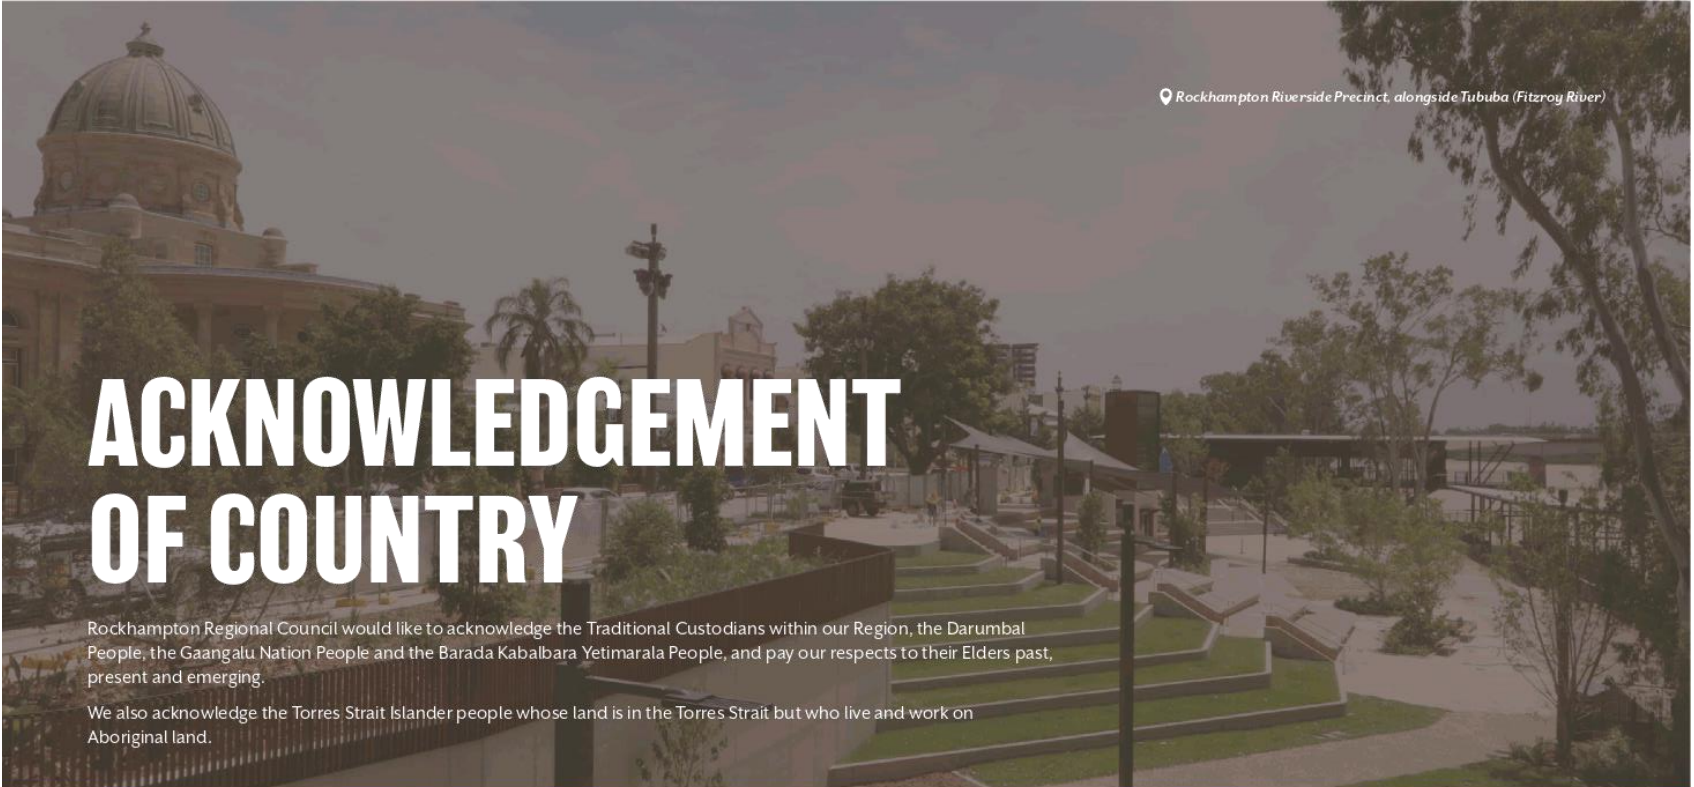 Rockhampton Riverside Precinct, alongside Tububa (Fitzroy River)
ACKNOWLEDGEMENT
OF COUNTRY
Rockhampton Regional Council would like to acknowledge the Traditional Custodians within our Region, the Darumbal
People, the Gaangalu Nation People and the Barada Kabalbara Yetimarala People, and pay our respects to their Elders past,
present and emerging.
We also acknowledge the Torres Strait Islander people whose land is in the Torres Strait but who live and work on
Aboriginal land.